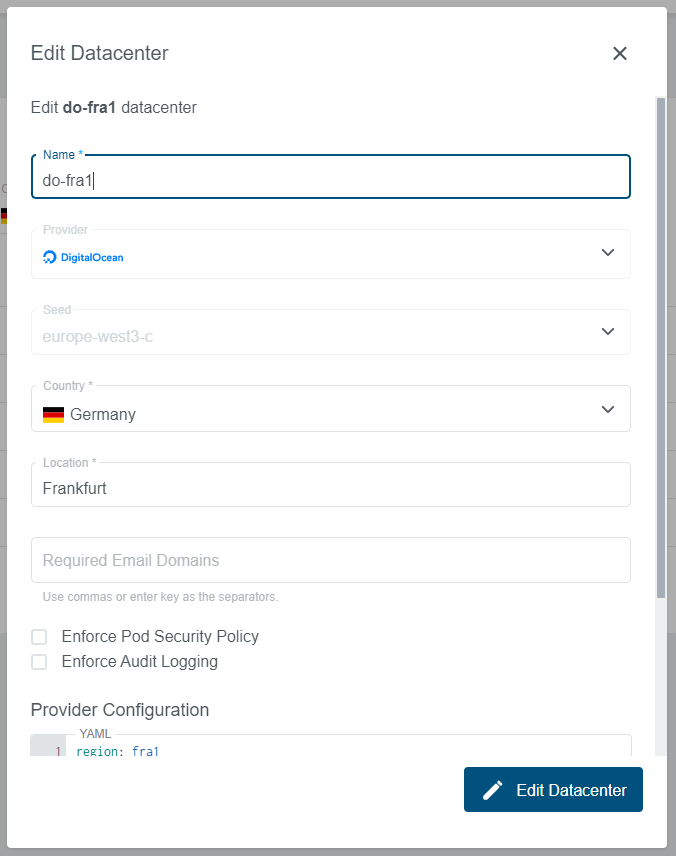 Edit Datacenter
Edit do-fra1 datacenter
Name *
do-fra1
Provider
DigitalOcean
Seed
europe-west3-c
Country *
Germany
Location *
Frankfurt
Required Email Domains
Use commas or enter key as the separators.
Enforce Pod Security Policy
Enforce Audit Logging
Provider Configuration
YAML
1 region: fra1
Edit Datacenter